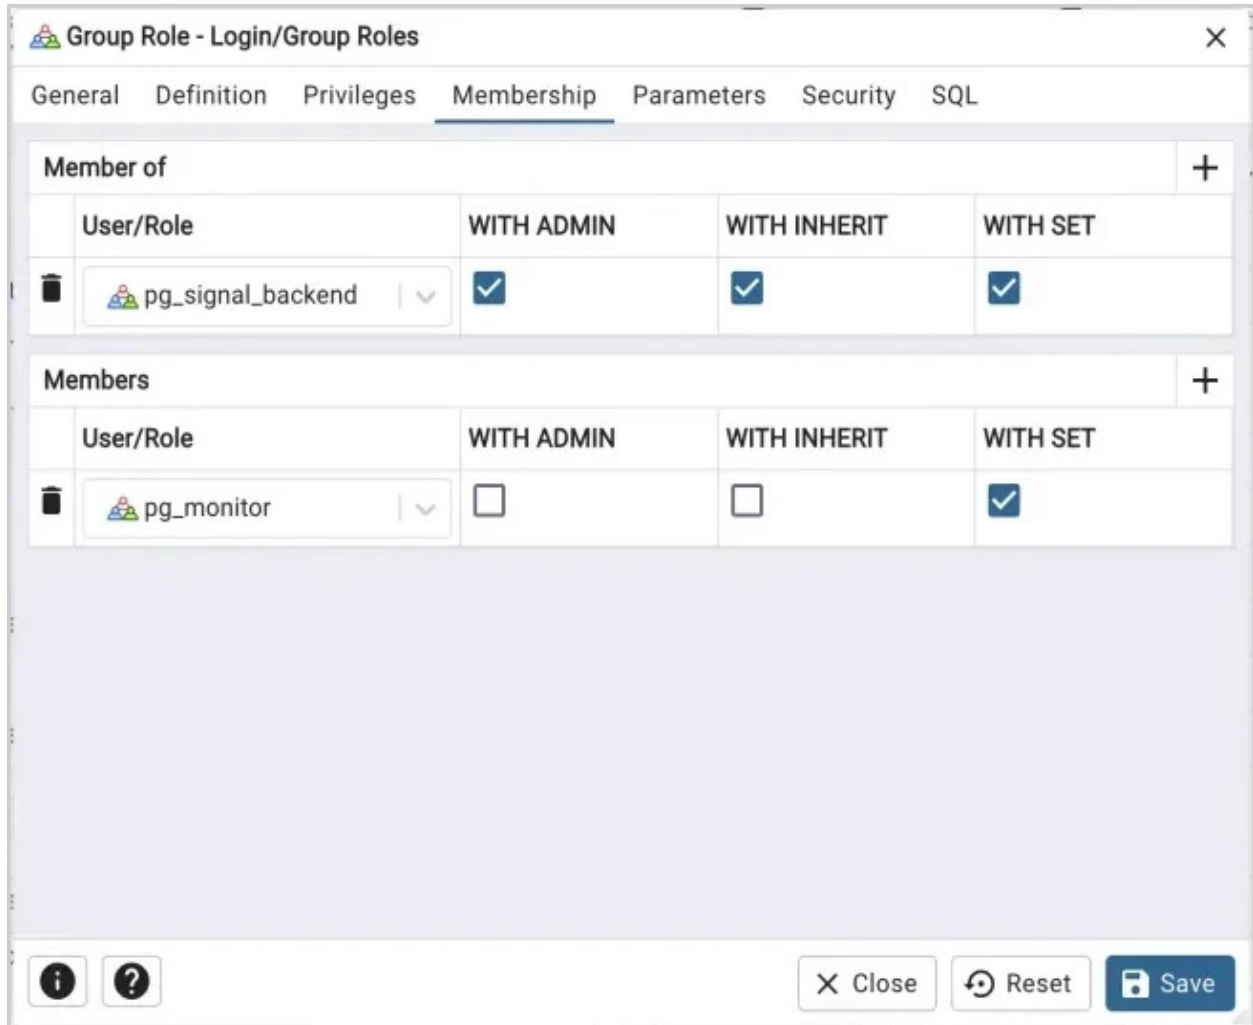 Group Role - Login/Group Roles
General Definition Privileges Membership Parameters Security SQL
Member of
User/Role WITH ADMIN WITH INHERIT WITH SET
pg_signal_backend
Members
User/Role WITH ADMIN WITH INHERIT WITH SET
pg_monitor
Close Reset Save